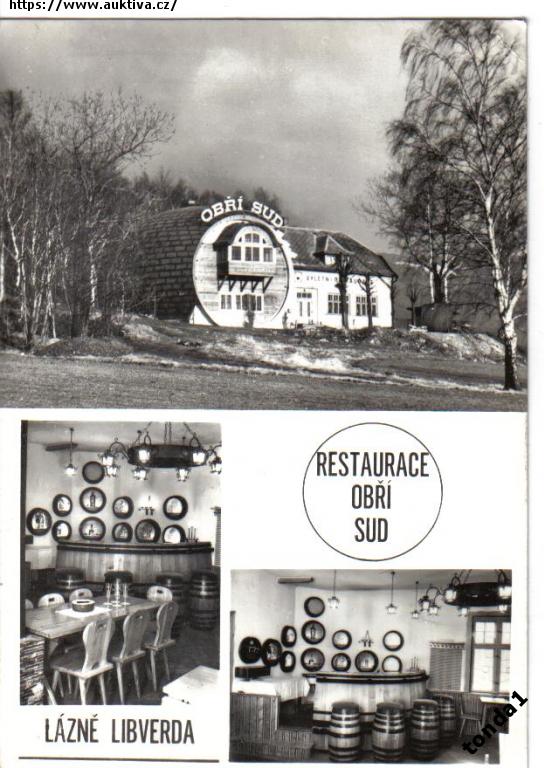 https://www.auktiva.cz/
OBŘÍ SUD
RESTAURACE
OBŘÍ
SUD
LÁZNĚ LIBVERDA
tonda1